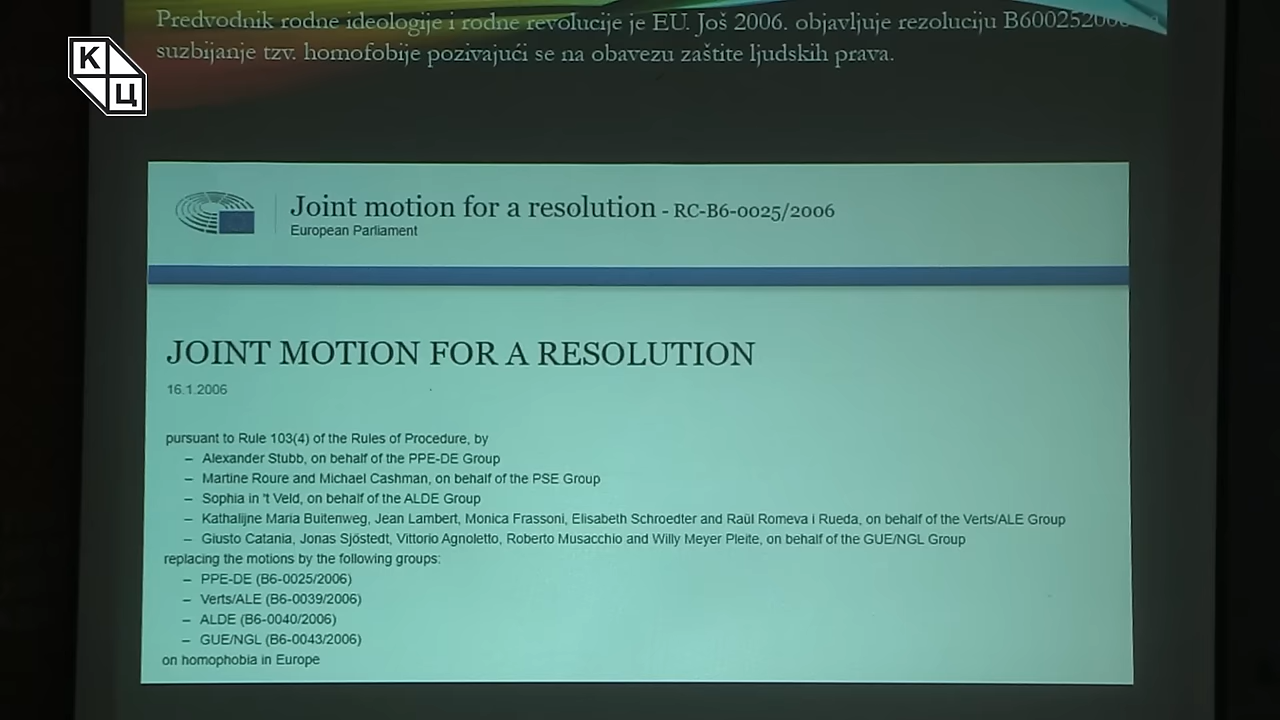 Predvodnik rodne ideologije i rodne revolucije je EU. Još 2006. objavljuje rezoluciju
suzbijanje tzv. homofobije pozivajući se na obavezu zaštite ljudskih prava.
К
Ц
Joint motion for a resolution - RC-B6-0025/2006
European Parliament
JOINT MOTION FOR A RESOLUTION
16.1.2006
pursuant to Rule 103(4) of the Rules of Procedure, by
– Alexander Stubb, on behalf of the PPE-DE Group
– Martine Roure and Michael Cashman, on behalf of the PSE Group
– Sophia in 't Veld, on behalf of the ALDE Group
– Kathalijne Maria Buitenweg, Jean Lambert, Monica Frassoni, Elisabeth Schroedter and Raül Romeva i Rueda, on behalf of the Verts/ALE Group
– Giusto Catania, Jonas Sjöstedt, Vittorio Agnoletto, Roberto Musacchio and Willy Meyer Pleite, on behalf of the GUE/NGL Group
replacing the motions by the following groups:
– PPE-DE (B6-0025/2006)
– Verts/ALE (B6-0039/2006)
– ALDE (B6-0040/2006)
– GUE/NGL (B6-0043/2006)
on homophobia in Europe